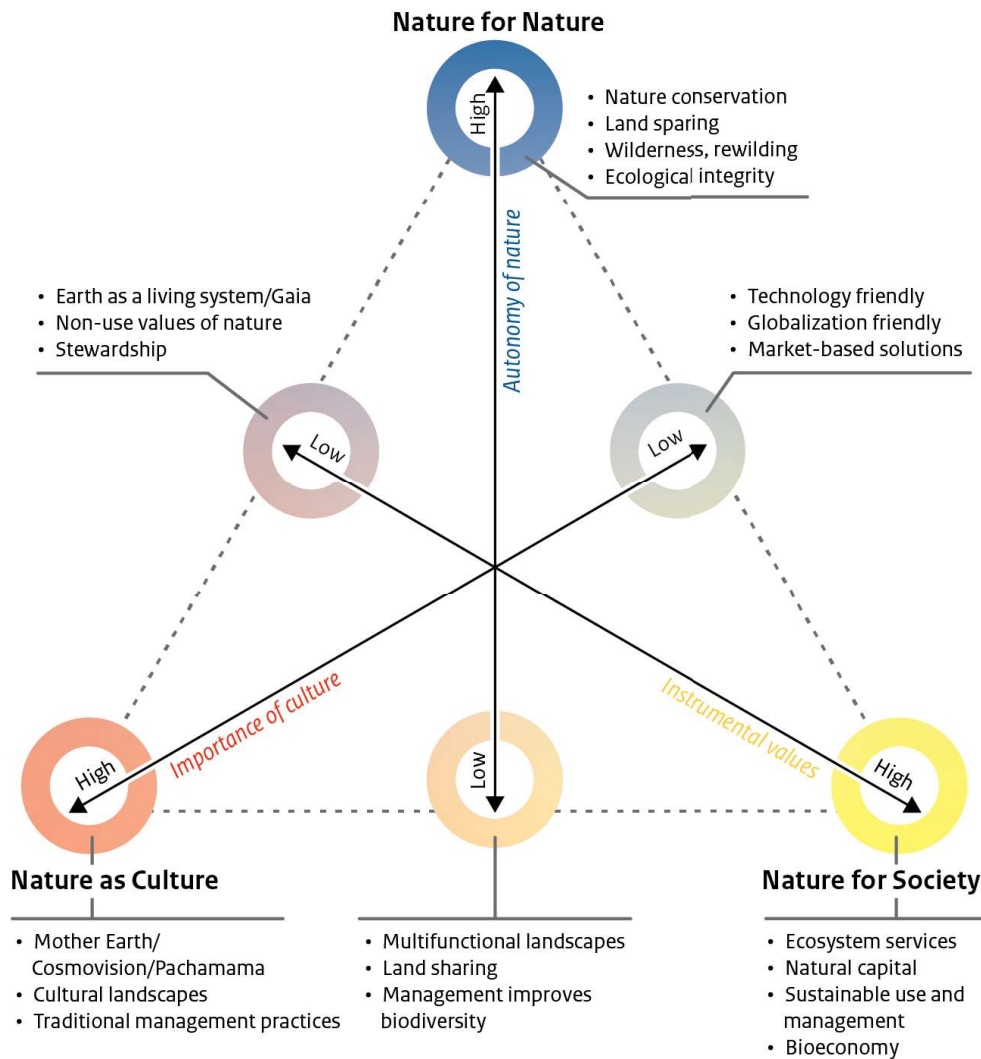 Nature for Nature
High
• Nature conservation
• Land sparing
• Wilderness, rewilding
• Ecological integrity
Autonomy of nature
• Earth as a living system/Gaia
• Non-use values of nature
• Stewardship
• Technology friendly
• Globalization friendly
• Market-based solutions
Low
Low
Importance of culture
Instrumental values
High
Low
High
Nature as Culture
• Mother Earth/
Cosmovision/Pachamama
• Cultural landscapes
• Traditional management practices
• Multifunctional landscapes
• Land sharing
• Management improves
biodiversity
Nature for Society
• Ecosystem services
• Natural capital
• Sustainable use and
management
• Bioeconomy